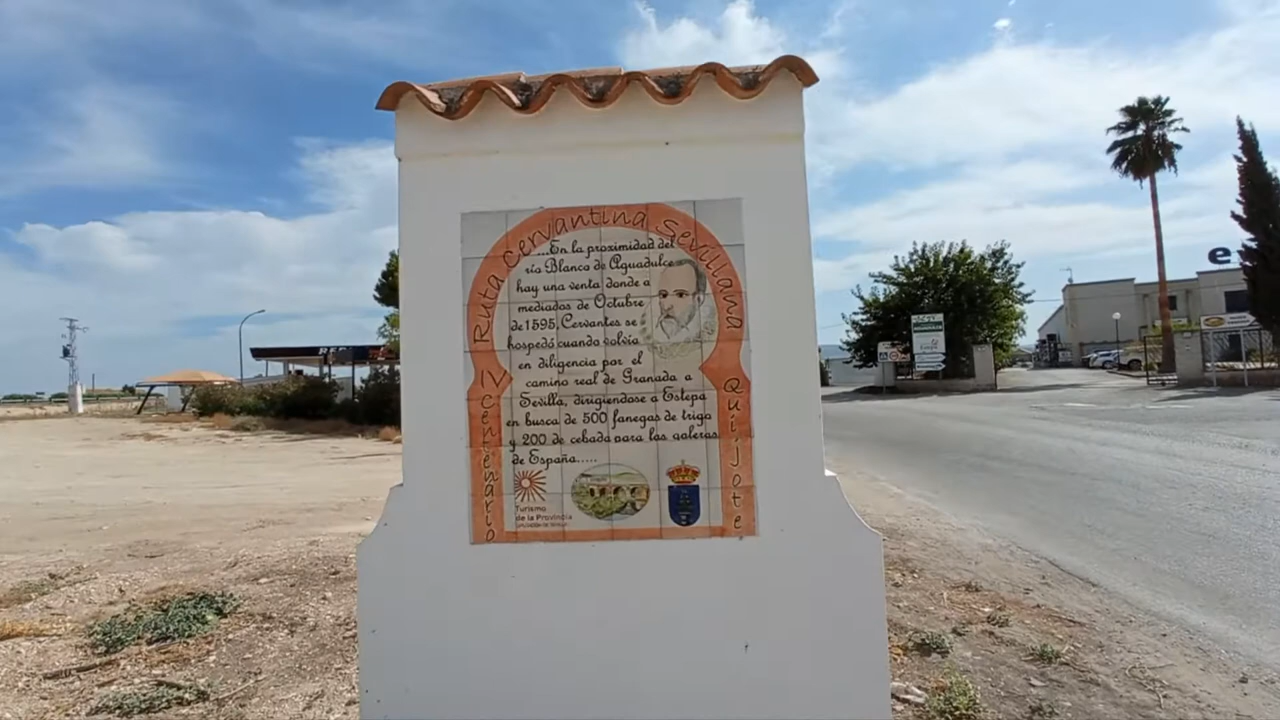 Ruta Cervantina Sevillana
...En la proximidad del
río Blanco de Aguadulce
hay una venta donde a
mediados de Octubre
de 1595, Cervantes se
hospedó cuando volvía
en diligencia por el
camino real de Granada a
Sevilla, dirigiendose a Estepa
en busca de 500 fanegas de trigo
y 200 de cebada para las galeras
de España.....
IV Centenario
Quijote
Turismo
de la Provincia
e